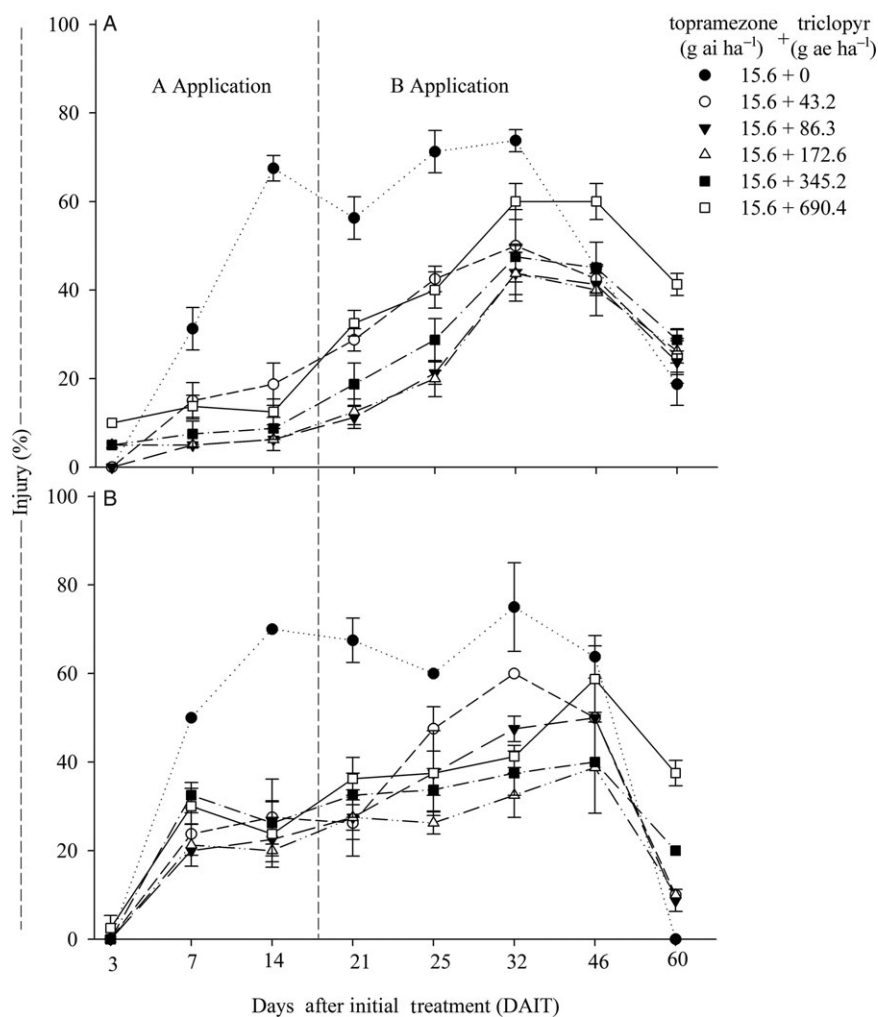 100
A
80
60
40
20
0
A Application
B Application
topramezone + triclopyr
(g ai ha⁻¹) (g ae ha⁻¹)
15.6 + 0
15.6 + 43.2
15.6 + 86.3
15.6 + 172.6
15.6 + 345.2
15.6 + 690.4
Injury (%)
100
B
80
60
40
20
0
3 7 14 21 25 32 46 60
Days after initial treatment (DAIT)